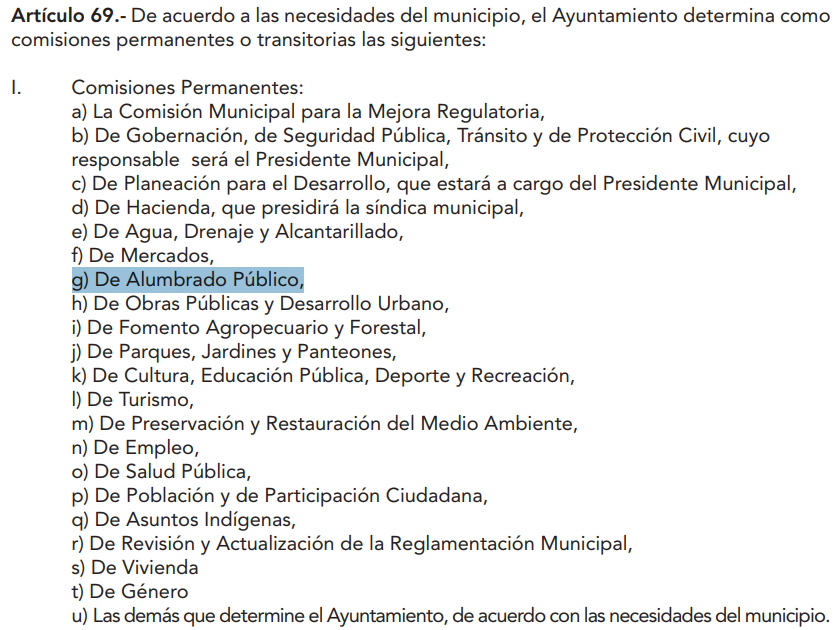 Artículo 69.- De acuerdo a las necesidades del municipio, el Ayuntamiento determina como
comisiones permanentes o transitorias las siguientes:
I. Comisiones Permanentes:
a) La Comisión Municipal para la Mejora Regulatoria,
b) De Gobernación, de Seguridad Pública, Tránsito y de Protección Civil, cuyo
responsable será el Presidente Municipal,
c) De Planeación para el Desarrollo, que estará a cargo del Presidente Municipal,
d) De Hacienda, que presidirá la síndica municipal,
e) De Agua, Drenaje y Alcantarillado,
f) De Mercados,
g) De Alumbrado Público,
h) De Obras Públicas y Desarrollo Urbano,
i) De Fomento Agropecuario y Forestal,
j) De Parques, Jardines y Panteones,
k) De Cultura, Educación Pública, Deporte y Recreación,
l) De Turismo,
m) De Preservación y Restauración del Medio Ambiente,
n) De Empleo,
o) De Salud Pública,
p) De Población y de Participación Ciudadana,
q) De Asuntos Indígenas,
r) De Revisión y Actualización de la Reglamentación Municipal,
s) De Vivienda
t) De Género
u) Las demás que determine el Ayuntamiento, de acuerdo con las necesidades del municipio.